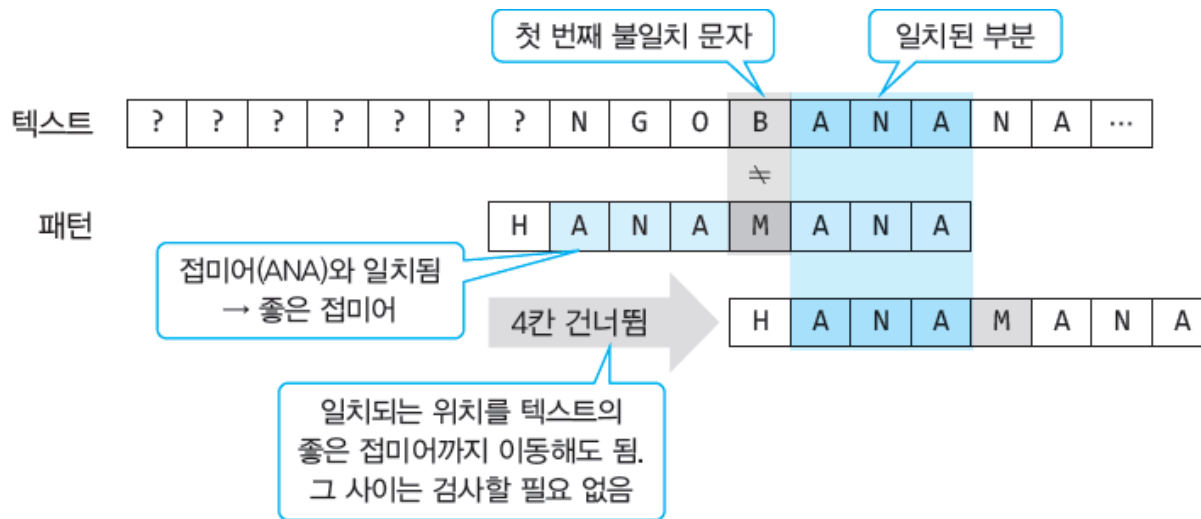 첫 번째 불일치 문자
일치된 부분
텍스트 ? ? ? ? ? ? ? N G O B A N A N A …
≠
패턴 H A N A M A N A
접미어(ANA)와 일치됨
→ 좋은 접미어
4칸 건너뜀 H A N A M A N A
일치되는 위치를 텍스트의
좋은 접미어까지 이동해도 됨.
그 사이는 검사할 필요 없음